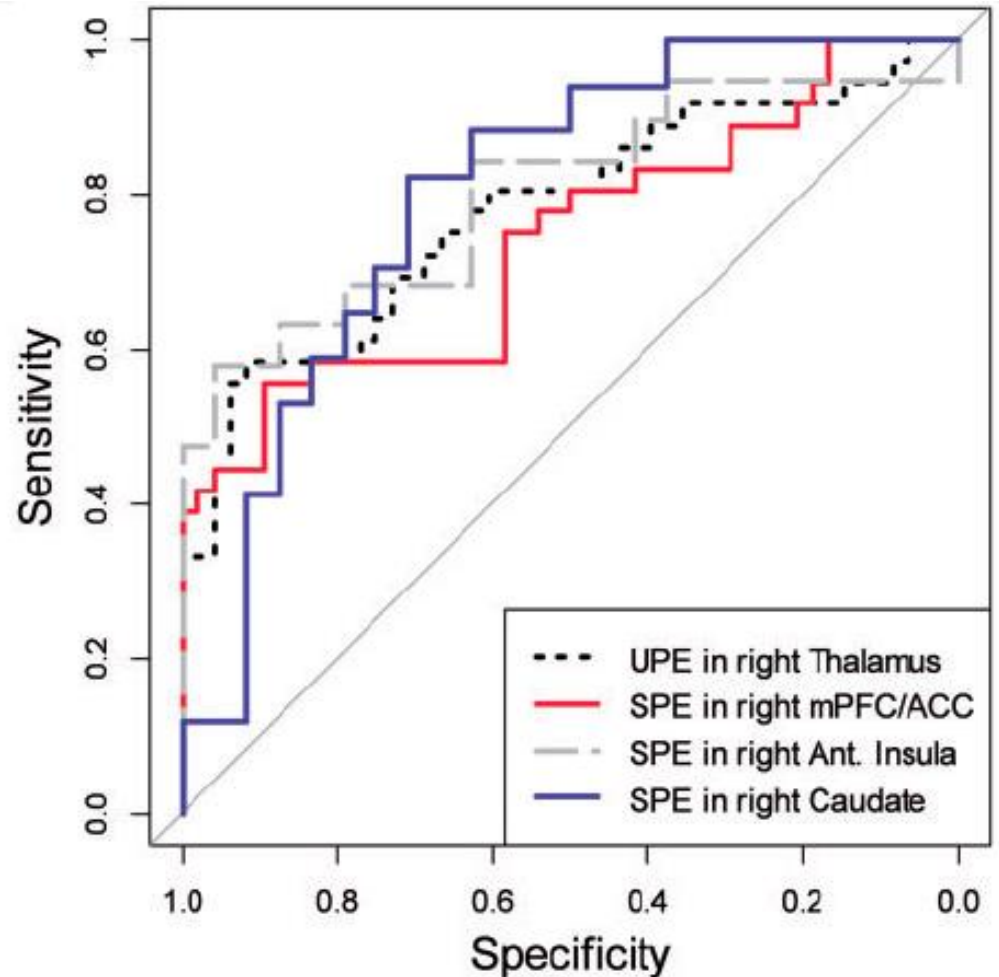 1.0
0.8
0.6
0.4
0.2
0.0
Sensitivity
UPE in right Thalamus
SPE in right mPFC/ACC
SPE in right Ant. Insula
SPE in right Caudate
1.0 0.8 0.6 0.4 0.2 0.0
Specificity